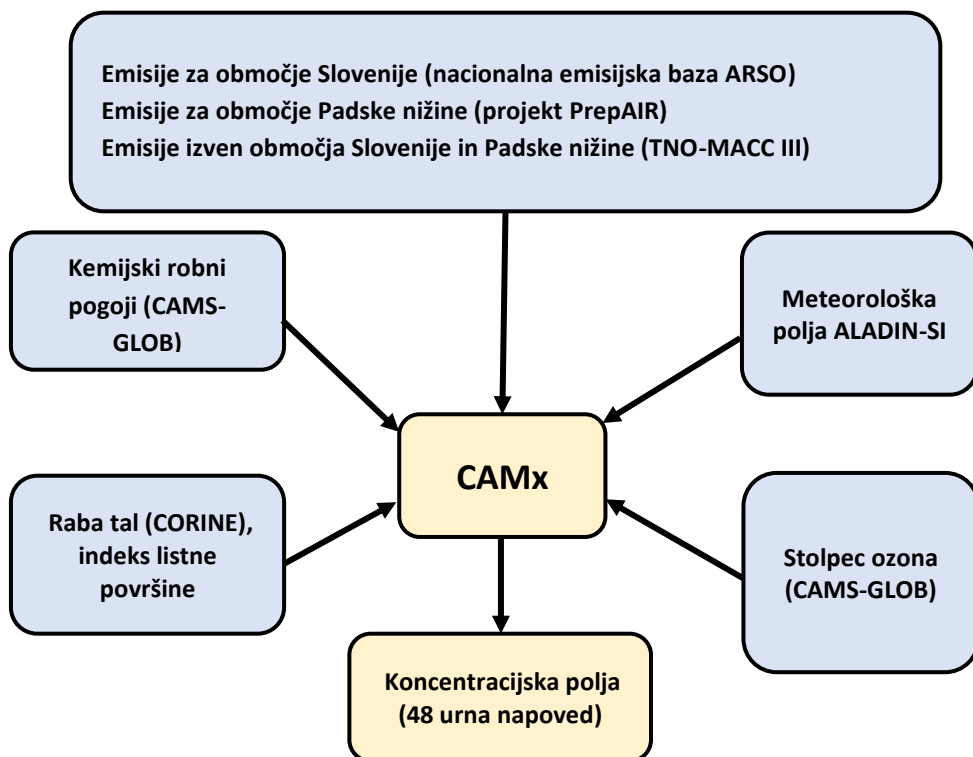 Emisije za območje Slovenije (nacionalna emisijska baza ARSO)
Emisije za območje Padske nižine (projekt PrepAIR)
Emisije izven območja Slovenije in Padske nižine (TNO-MACC III)
Kemijski robni
pogoji (CAMS-
GLOB)
Meteorološka
polja ALADIN-SI
CAMx
Raba tal (CORINE),
indeks listne
površine
Stolpec ozona
(CAMS-GLOB)
Koncentracijska polja
(48 urna napoved)